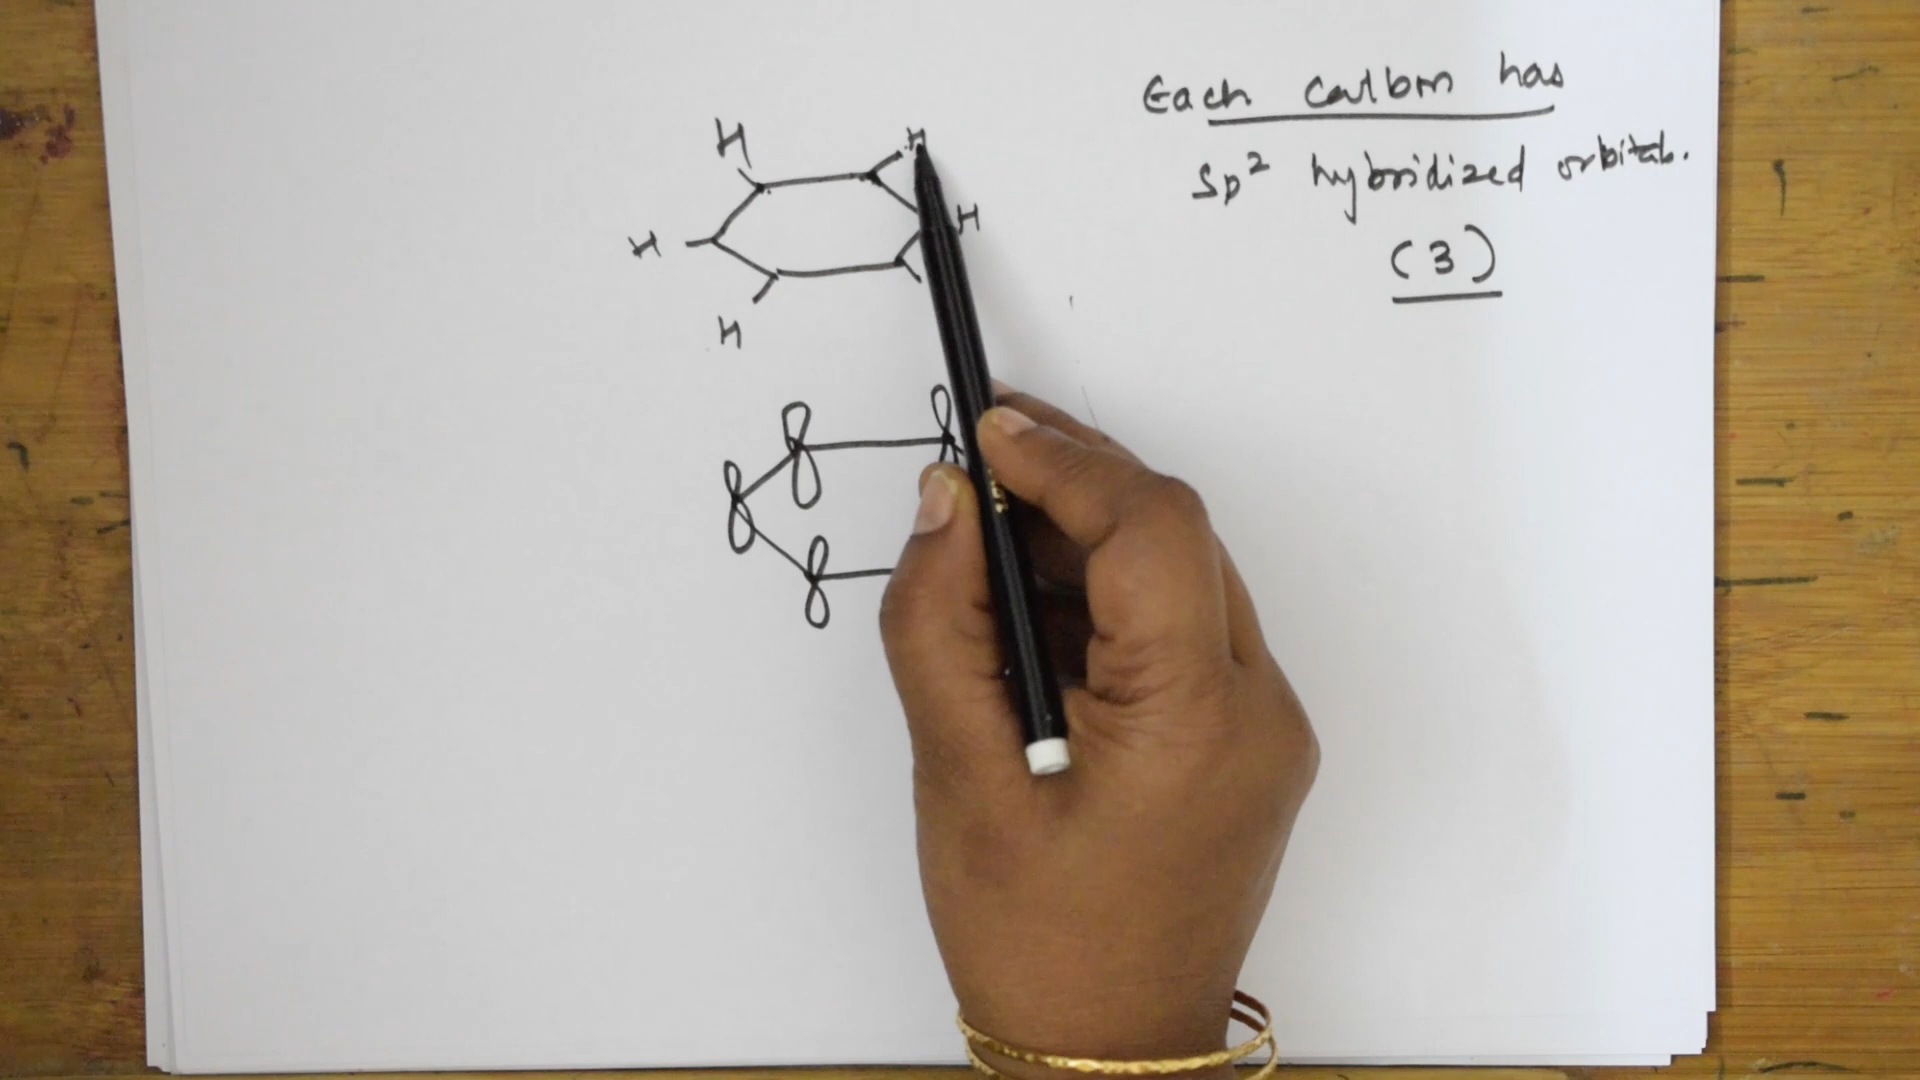 Each carbon has
sp² hybridized orbitals.
(3)
H
H
H
H
H